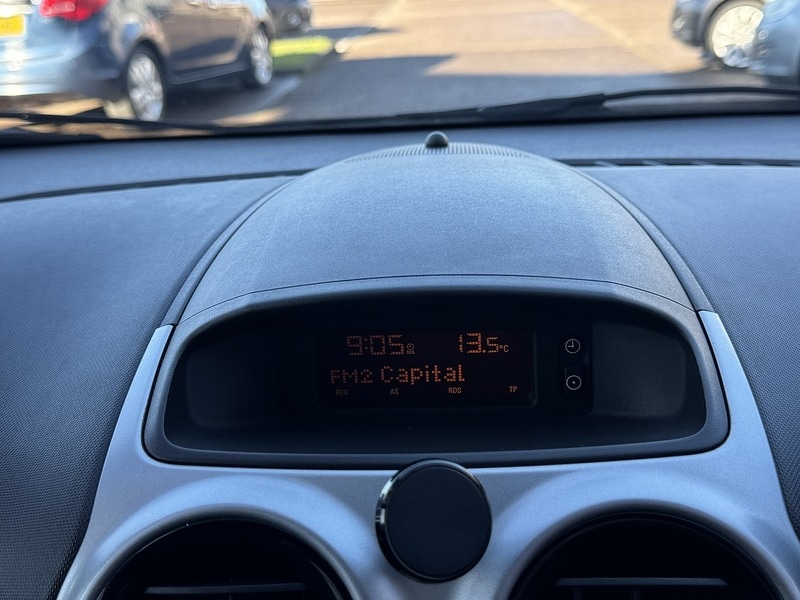 9:05 13.5°C
FM2 Capital
REG AS RDS TP